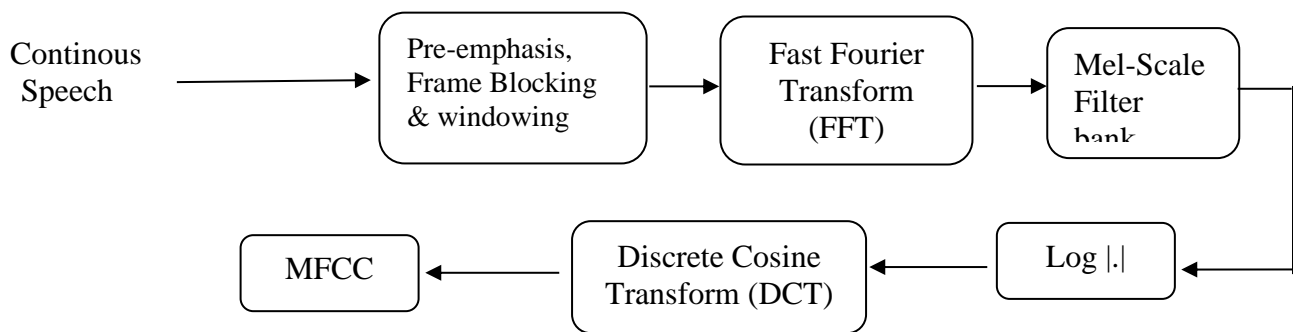 Continous
Speech
Pre-emphasis,
Frame Blocking
& windowing
Fast Fourier
Transform
(FFT)
Mel-Scale
Filter
bank
Log |.|
Discrete Cosine
Transform (DCT)
MFCC